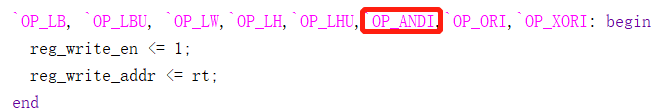 `OP_LB, `OP_LBU, `OP_LW,`OP_LH,`OP_LHU,`OP_ANDI,`OP_ORI,`OP_XORI: begin
reg_write_en <= 1;
reg_write_addr <= rt;
end